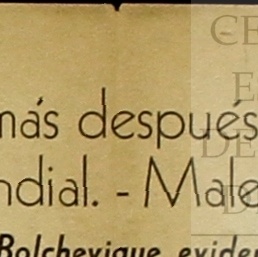 más después
ndial. - Male
Bolchevique evide